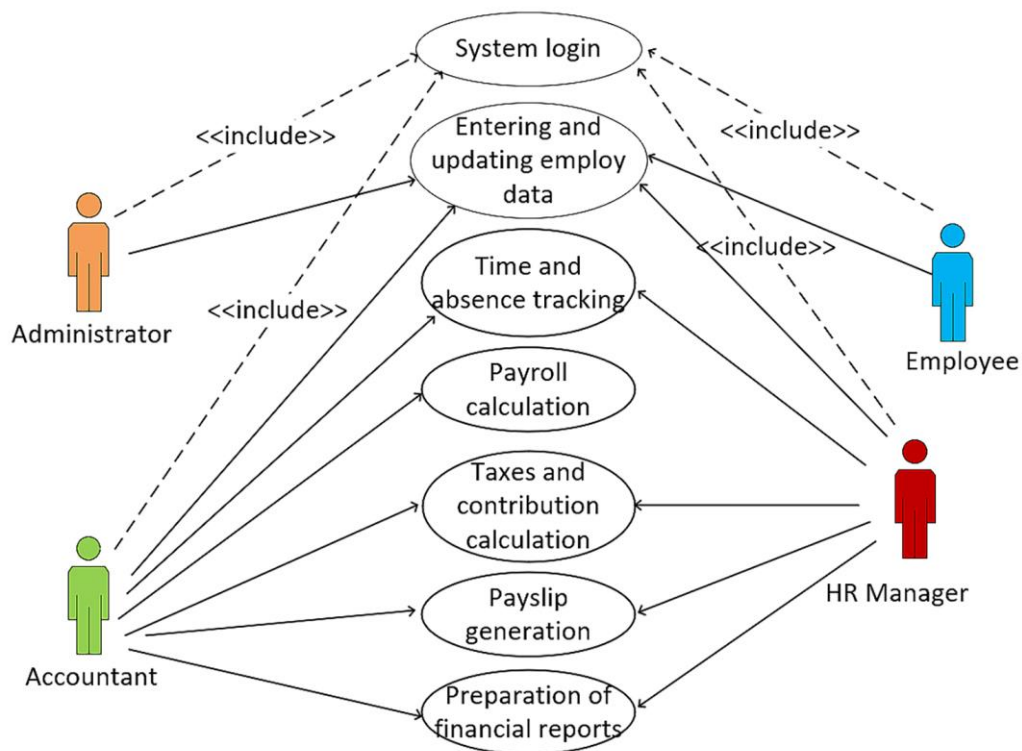 System login
<<include>>
<<include>>
Entering and
updating employ
data
<<include>>
Time and
absence tracking
<<include>>
Administrator
Employee
Payroll
calculation
Taxes and
contribution
calculation
HR Manager
Payslip
generation
Accountant
Preparation of
financial reports